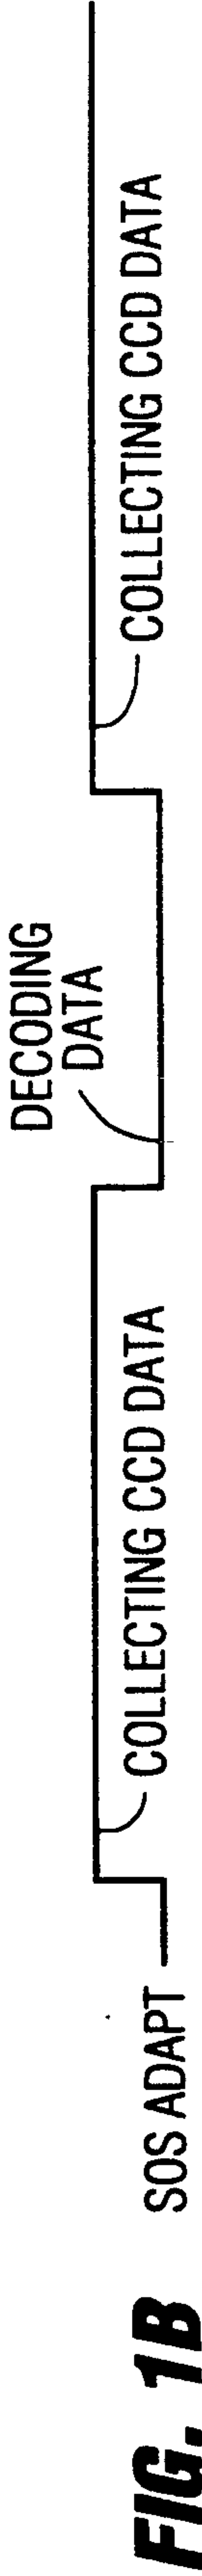 FIG. 1B
SOS ADAPT
COLLECTING CCD DATA
DECODING
DATA
COLLECTING CCD DATA